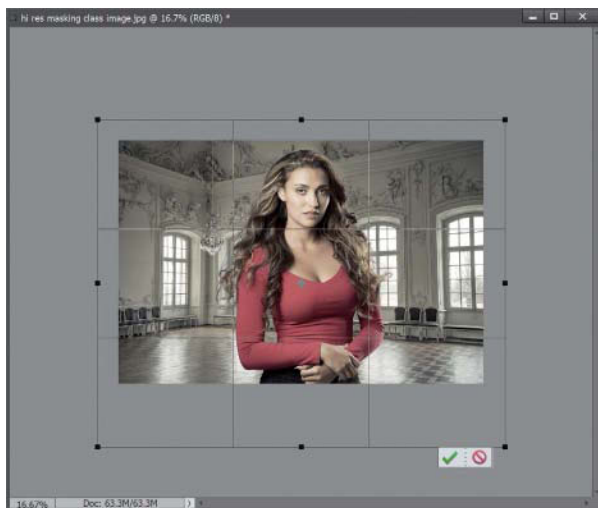 hi res masking class image.jpg @ 16.7% (RGB/8) *
16.67% Doc: 63.3M/63.3M